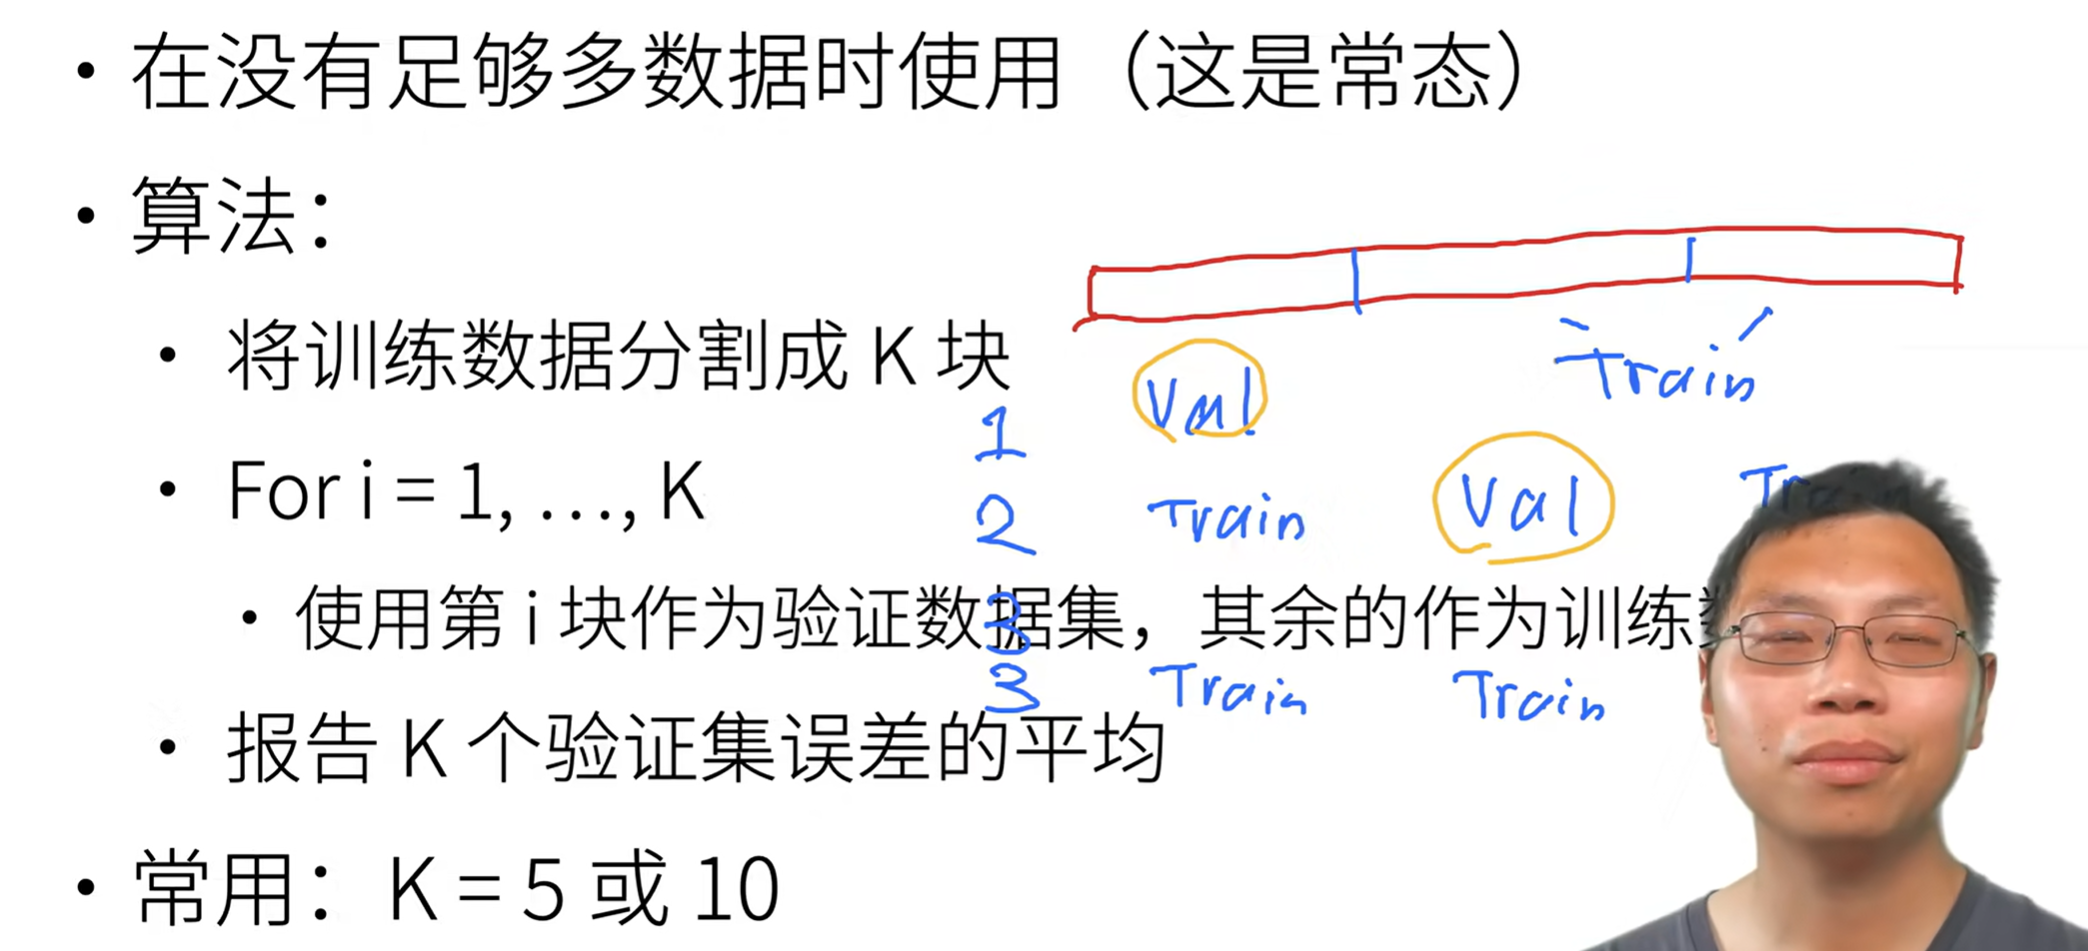 • 在没有足够多数据时使用（这是常态）
• 算法：
• 将训练数据分割成 K 块
Val
Train
1
• For i = 1, …, K
2 Train Val Train
• 使用第 i 块作为验证数据集，其余的作为训练
3
3 Train Train
• 报告 K 个验证集误差的平均
• 常用：K = 5 或 10